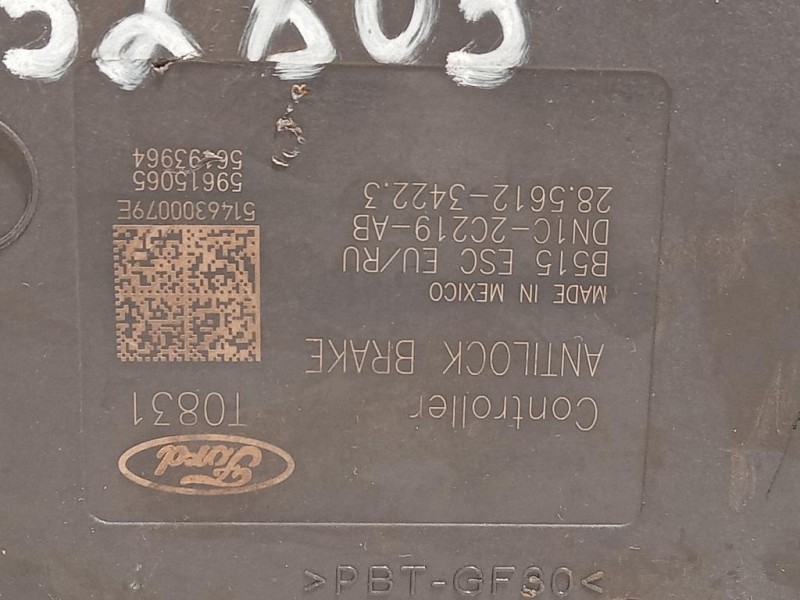 Ford
Controller
T0831
ANTILOCK BRAKE
MADE IN MEXICO
B515 ESC EU/RU
DN1C-2C219-AB
28.5612-3422.3
5146300079E
59615065
>PBT-GF30<